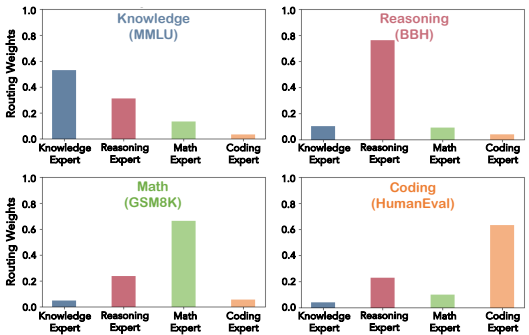 Knowledge
(MMLU)
Routing Weights
1.0
0.8
0.6
0.4
0.2
0.0
Knowledge Expert
Reasoning Expert
Math Expert
Coding Expert
Reasoning
(BBH)
1.0
0.8
0.6
0.4
0.2
0.0
Knowledge Expert
Reasoning Expert
Math Expert
Coding Expert
Math
(GSM8K)
Routing Weights
1.0
0.8
0.6
0.4
0.2
0.0
Knowledge Expert
Reasoning Expert
Math Expert
Coding Expert
Coding
(HumanEval)
1.0
0.8
0.6
0.4
0.2
0.0
Knowledge Expert
Reasoning Expert
Math Expert
Coding Expert